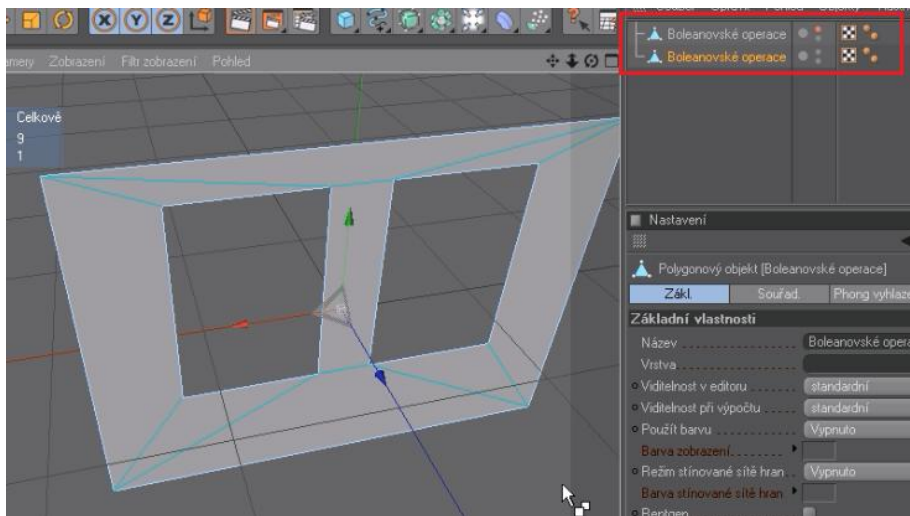 X Y Z
Zobrazení Filtr zobrazení Pohled
Boleanovské operace
Boleanovské operace
Celkově
9
1
Nastavení
Polygonový objekt [Boleanovské operace]
Zákl. Souřad. Phong vyhlaze
Základní vlastnosti
Název Boleanovské opera
Vrstva
Viditelnost v editoru standardní
Viditelnost při výpočtu standardní
Použít barvu Vypnuto
Barva zobrazení
Režim stínované sítě hran Vypnuto
Barva stínované sítě hran
Rentgen